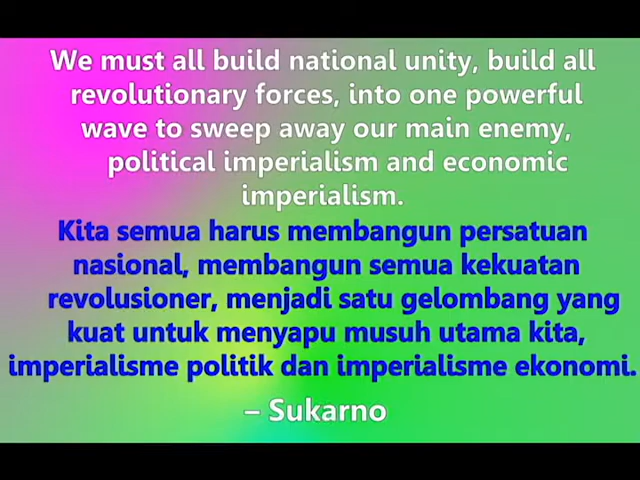 We must all build national unity, build all
revolutionary forces, into one powerful
wave to sweep away our main enemy,
political imperialism and economic
imperialism.
Kita semua harus membangun persatuan
nasional, membangun semua kekuatan
revolusioner, menjadi satu gelombang yang
kuat untuk menyapu musuh utama kita,
imperialisme politik dan imperialisme ekonomi.
– Sukarno